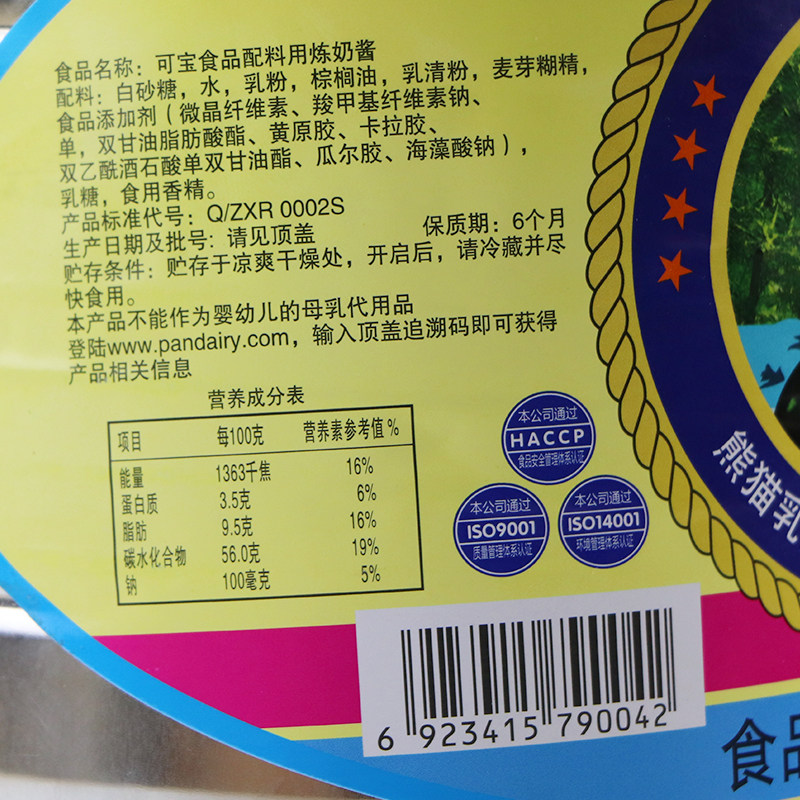 食品名称：可宝食品配料用炼奶酱
配料：白砂糖，水，乳粉，棕榈油，乳清粉，麦芽糊精，
食品添加剂（微晶纤维素、羧甲基纤维素钠、
单，双甘油脂肪酸酯、黄原胶、卡拉胶、
双乙酰酒石酸单双甘油酯、瓜尔胶、海藻酸钠），
乳糖，食用香精。
产品标准代号：Q/ZXR 0002S
生产日期及批号：请见顶盖 保质期：6个月
贮存条件：贮存于凉爽干燥处，开启后，请冷藏并尽
快食用。
本产品不能作为婴幼儿的母乳代用品
登陆www.pandairy.com，输入顶盖追溯码即可获得
产品相关信息
营养成分表
项目 每100克 营养素参考值%
能量 1363千焦 16%
蛋白质 3.5克 6%
脂肪 9.5克 16%
碳水化合物 56.0克 19%
钠 100毫克 5%
本公司通过
HACCP
食品安全管理体系认证
本公司通过
ISO9001
质量管理体系认证
本公司通过
ISO14001
环境管理体系认证
熊猫乳
6 923415 790042
食品